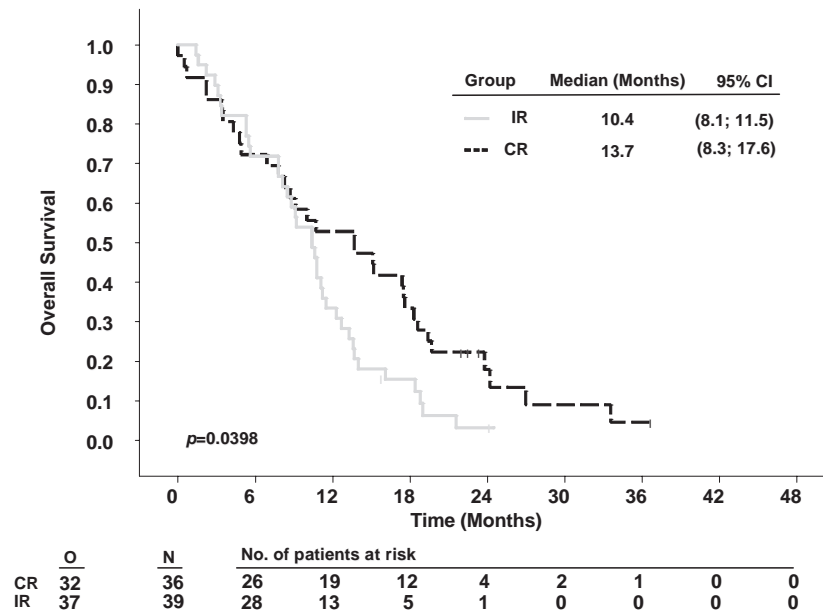 Overall Survival
1.0
0.9
0.8
0.7
0.6
0.5
0.4
0.3
0.2
0.1
0.0
Group Median (Months) 95% CI
IR 10.4 (8.1; 11.5)
CR 13.7 (8.3; 17.6)
p=0.0398
0 6 12 18 24 30 36 42 48
Time (Months)
O N No. of patients at risk
CR 32 36 26 19 12 4 2 1 0 0
IR 37 39 28 13 5 1 0 0 0 0